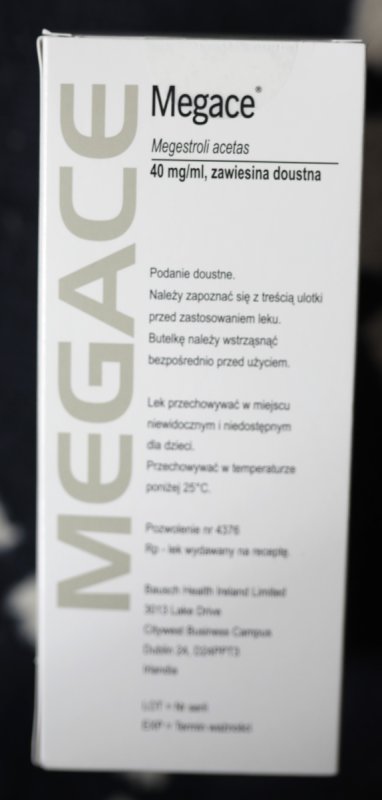 MEGACE
Megace®
Megestroli acetas
40 mg/ml, zawiesina doustna
Podanie doustne.
Należy zapoznać się z treścią ulotki
przed zastosowaniem leku.
Butelkę należy wstrząsnąć
bezpośrednio przed użyciem.
Lek przechowywać w miejscu
niewidocznym i niedostępnym
dla dzieci.
Przechowywać w temperaturze
poniżej 25°C.
Pozwolenie nr 4376
Rp - lek wydawany na receptę.
Bausch Health Ireland Limited
3013 Lake Drive
Citywest Business Campus
Dublin 24,
Irlandia
LOT = Nr serii
EXP = Termin ważności